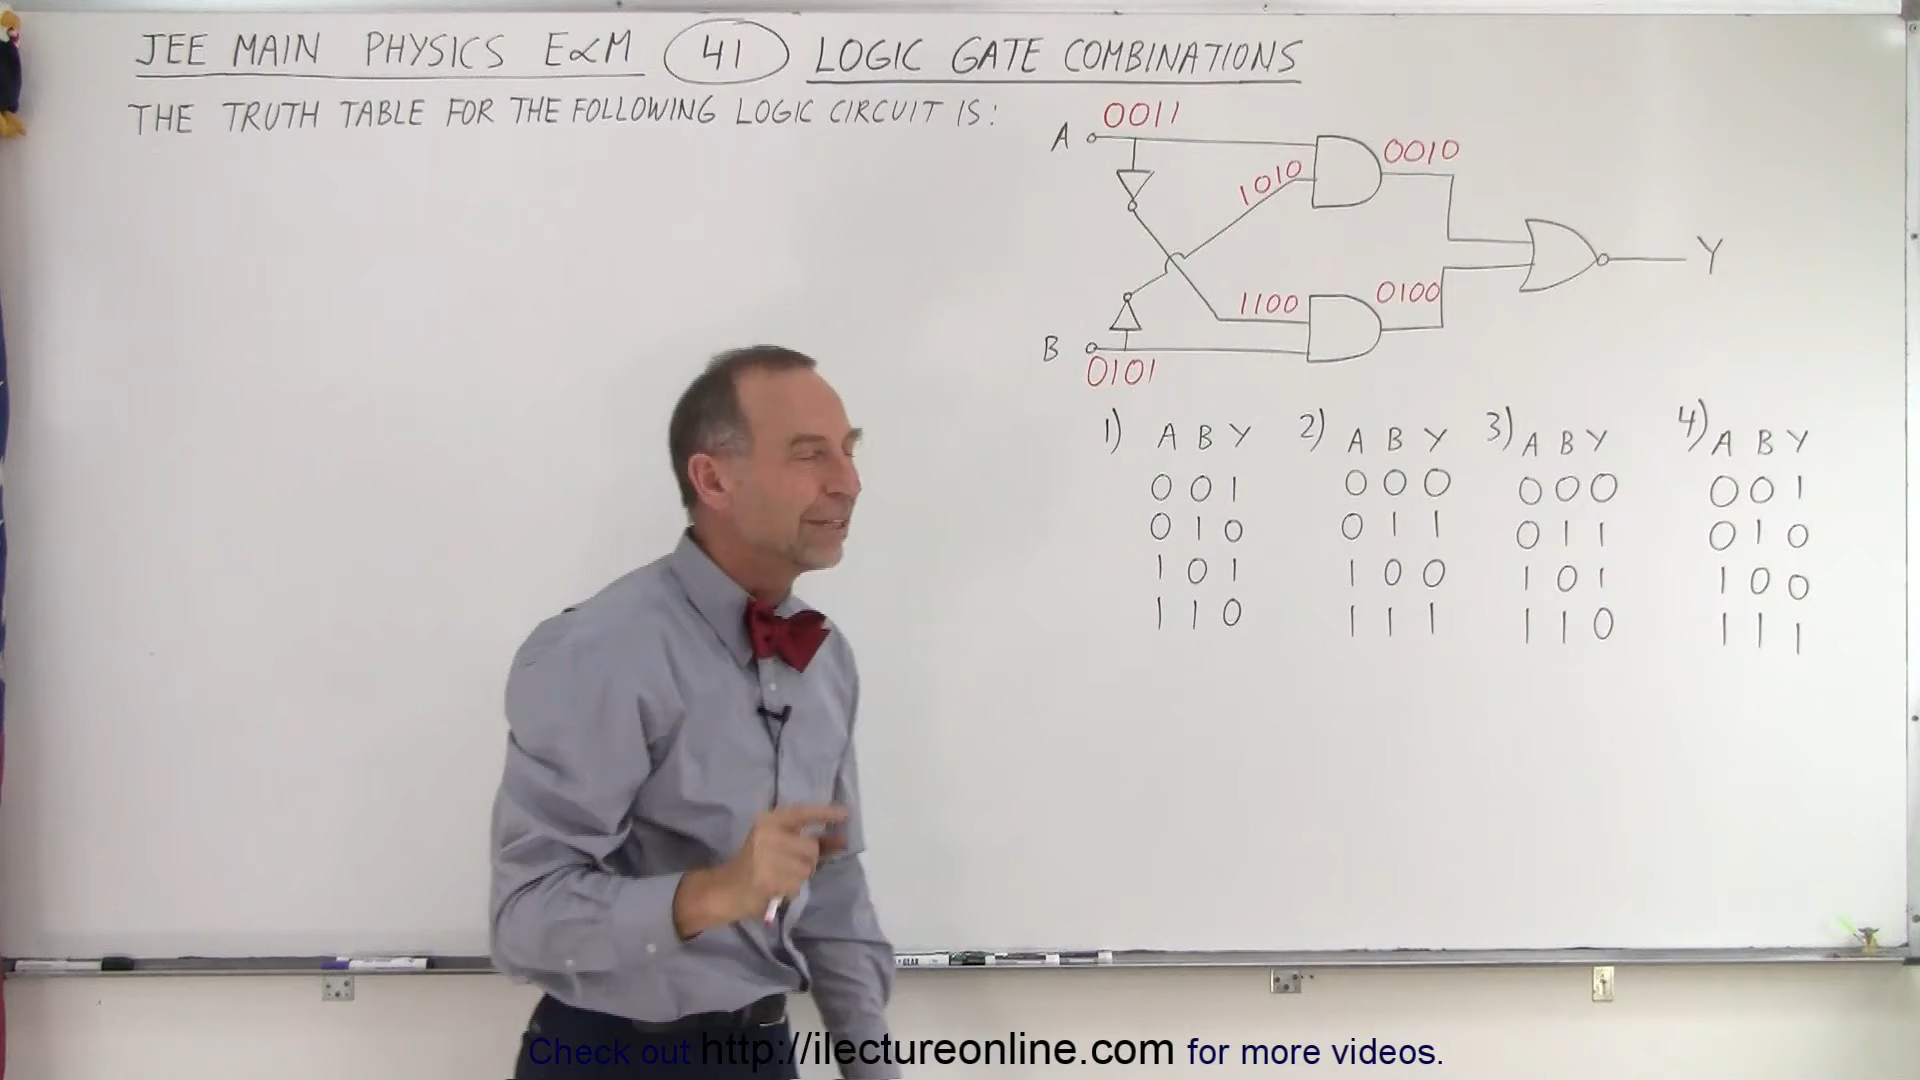 JEE MAIN PHYSICS E∝M 41 LOGIC GATE COMBINATIONS
THE TRUTH TABLE FOR THE FOLLOWING LOGIC CIRCUIT IS:
A 0011
1010
0010
Y
1100
0100
B 0101
1) A B Y 2) A B Y 3) A B Y 4) A B Y
0 0 1 0 0 0 0 0 0 0 0 1
0 1 0 0 1 1 0 1 1 0 1 0
1 0 1 1 0 0 1 0 1 1 0 0
1 1 0 1 1 1 1 1 0 1 1 1
GEAR
Check out http://ilectureonline.com for more videos.